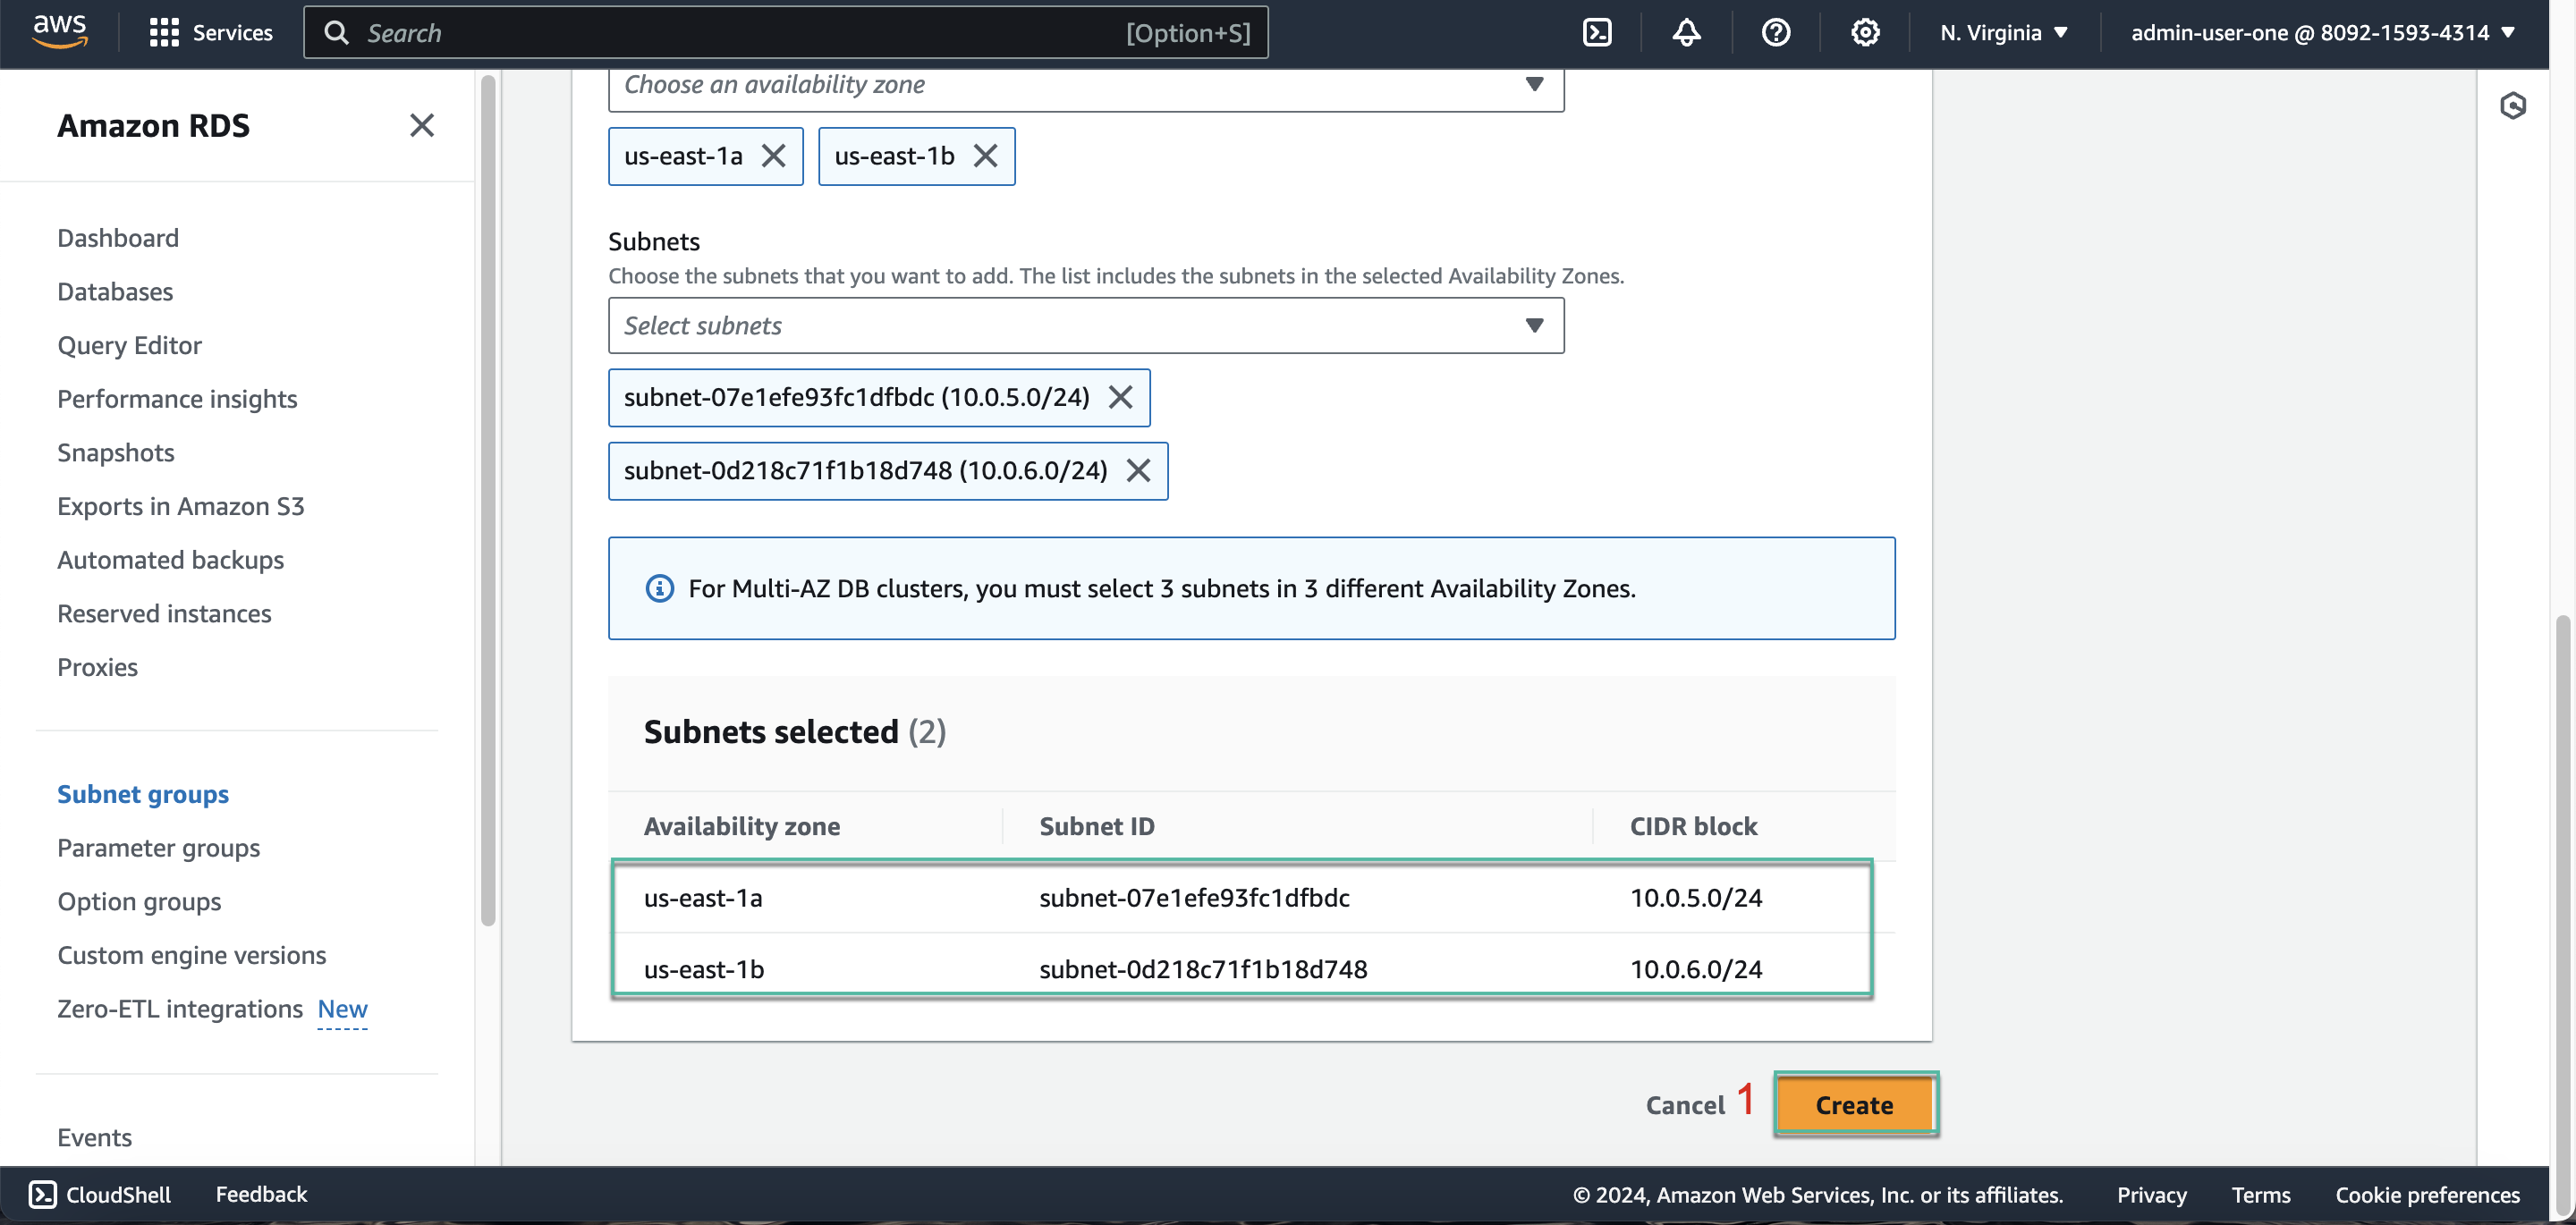 aws Services Search [Option+S] N. Virginia admin-user-one @ 8092-1593-4314
Amazon RDS
Dashboard
Databases
Query Editor
Performance insights
Snapshots
Exports in Amazon S3
Automated backups
Reserved instances
Proxies
Subnet groups
Parameter groups
Option groups
Custom engine versions
Zero-ETL integrations New
Events
Choose an availability zone
us-east-1a us-east-1b
Subnets
Choose the subnets that you want to add. The list includes the subnets in the selected Availability Zones.
Select subnets
subnet-07e1efe93fc1dfbdc (10.0.5.0/24)
subnet-0d218c71f1b18d748 (10.0.6.0/24)
For Multi-AZ DB clusters, you must select 3 subnets in 3 different Availability Zones.
Subnets selected (2)
Availability zone Subnet ID CIDR block
us-east-1a subnet-07e1efe93fc1dfbdc 10.0.5.0/24
us-east-1b subnet-0d218c71f1b18d748 10.0.6.0/24
Cancel 1 Create
CloudShell Feedback © 2024, Amazon Web Services, Inc. or its affiliates. Privacy Terms Cookie preferences